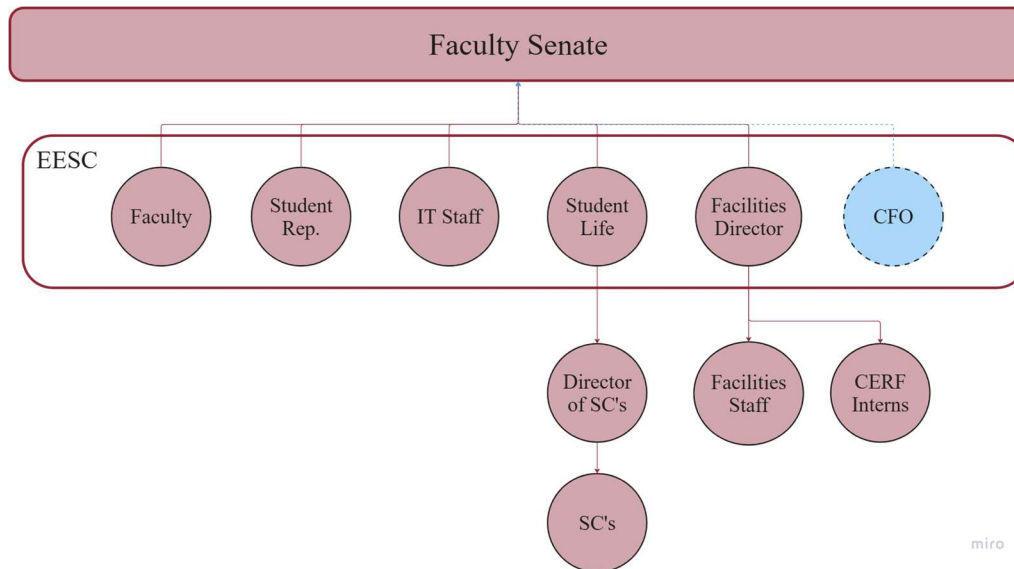 Faculty Senate
EESC
Faculty
Student
Rep.
IT Staff
Student
Life
Facilities
Director
CFO
Director
of SC's
Facilities
Staff
CERF
Interns
SC's
miro